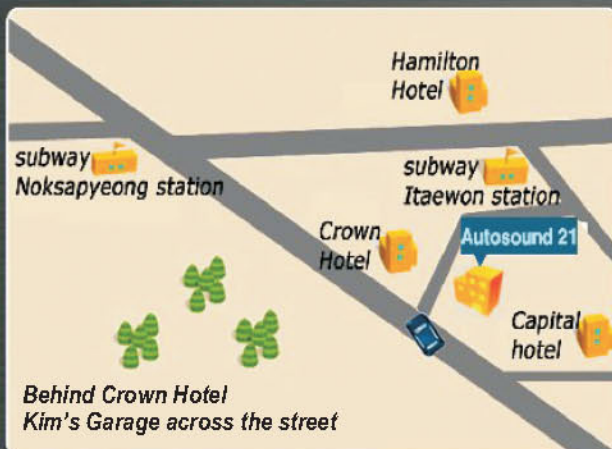 Hamilton
Hotel
subway
Noksapyeong station
subway
Itaewon station
Crown
Hotel
Autosound 21
Capital
hotel
Behind Crown Hotel
Kim's Garage across the street